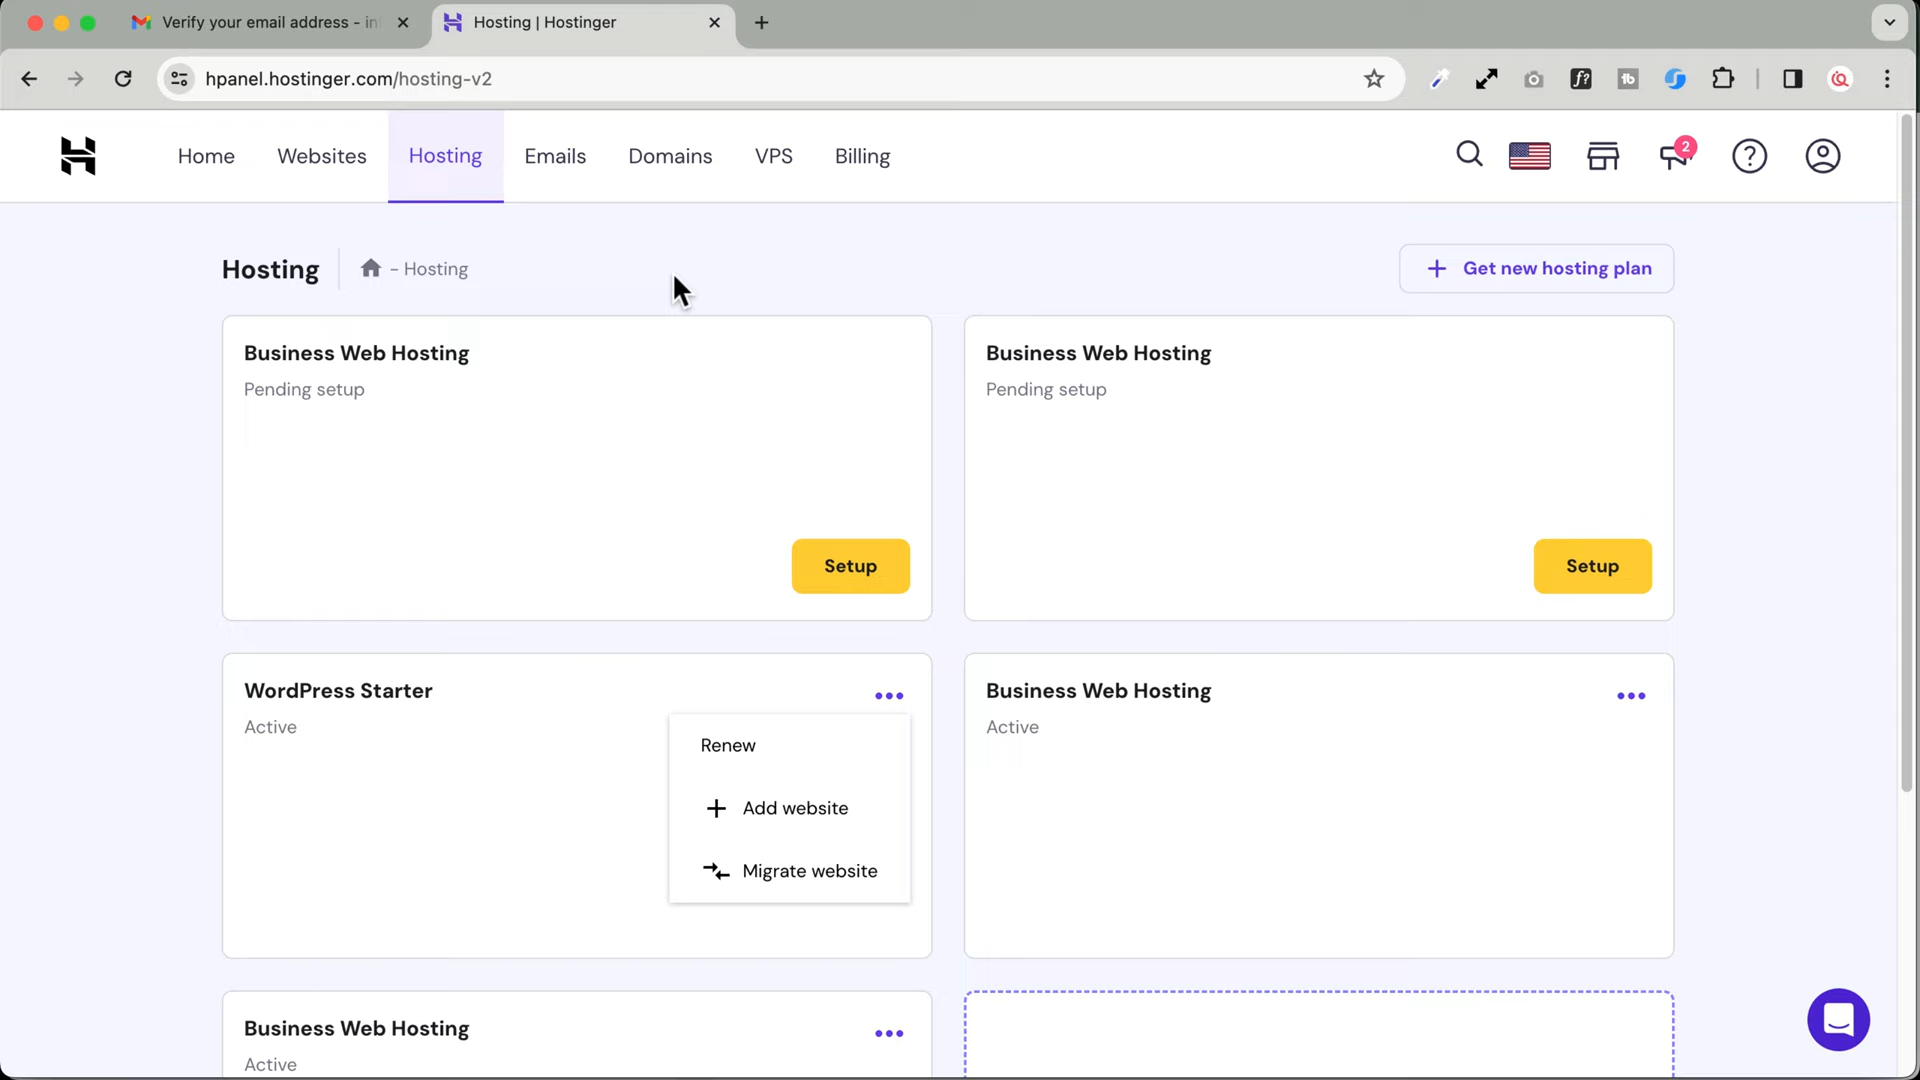 Verify your email address - in
Hosting | Hostinger
hpanel.hostinger.com/hosting-v2
f?
tb
Home
Websites
Hosting
Emails
Domains
VPS
Billing
2
?
Hosting
- Hosting
+ Get new hosting plan
Business Web Hosting
Pending setup
Setup
Business Web Hosting
Pending setup
Setup
WordPress Starter
Active
Renew
+ Add website
Migrate website
Business Web Hosting
Active
Business Web Hosting
Active